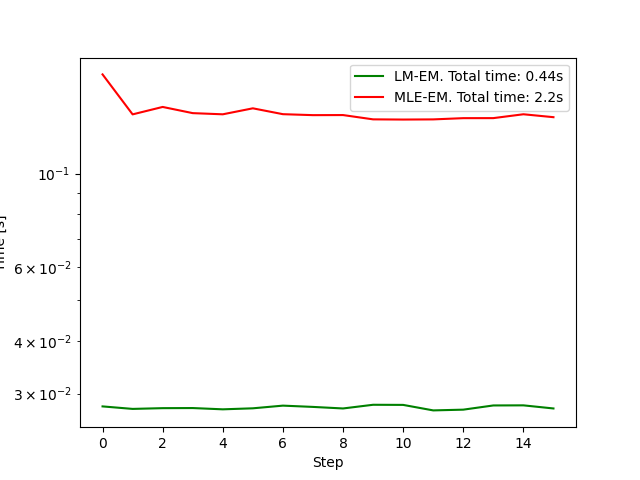 LM-EM. Total time: 0.44s
MLE-EM. Total time: 2.2s
10⁻¹
6 × 10⁻²
4 × 10⁻²
3 × 10⁻²
0 2 4 6 8 10 12 14
Step